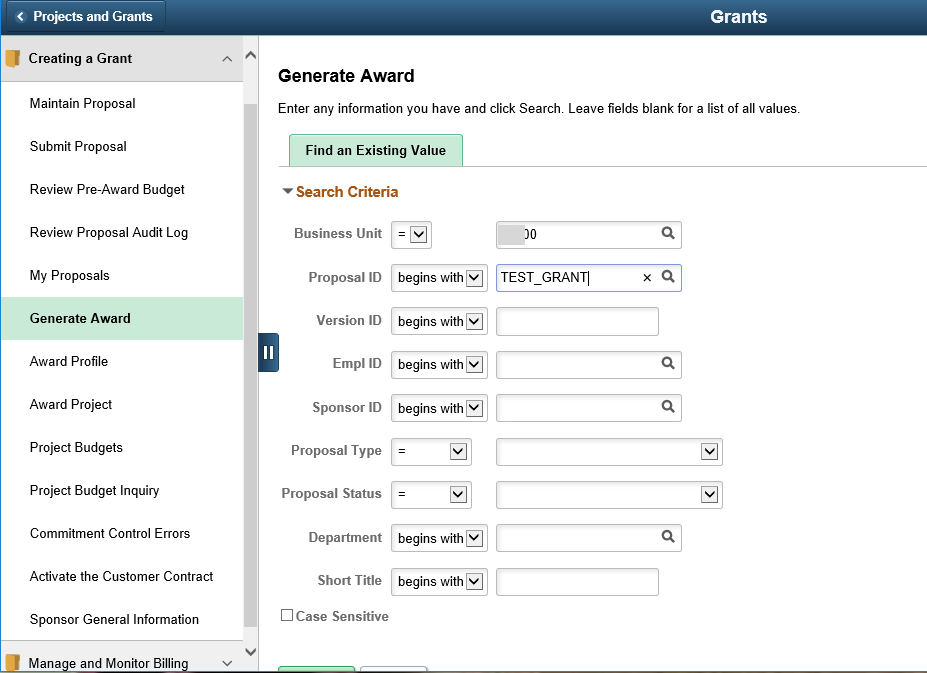 Projects and Grants
Grants
Creating a Grant
Maintain Proposal
Submit Proposal
Review Pre-Award Budget
Review Proposal Audit Log
My Proposals
Generate Award
Award Profile
Award Project
Project Budgets
Project Budget Inquiry
Commitment Control Errors
Activate the Customer Contract
Sponsor General Information
Manage and Monitor Billing
Generate Award
Enter any information you have and click Search. Leave fields blank for a list of all values.
Find an Existing Value
Search Criteria
Business Unit = 00
Proposal ID begins with TEST_GRANT
Version ID begins with
Empl ID begins with
Sponsor ID begins with
Proposal Type =
Proposal Status =
Department begins with
Short Title begins with
Case Sensitive